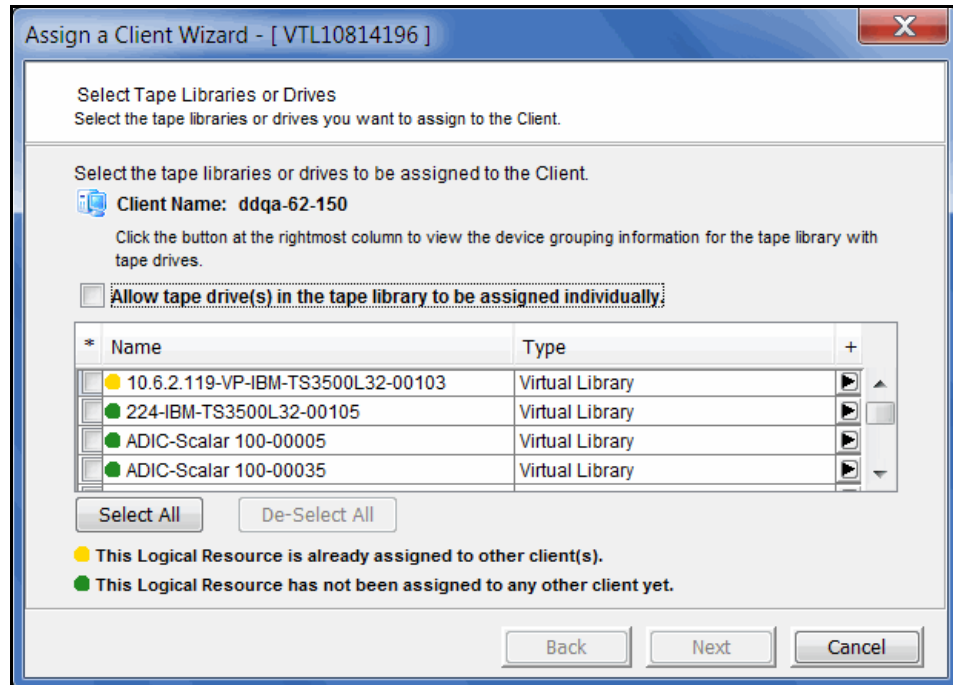 Assign a Client Wizard - [ VTL10814196 ]
X
Select Tape Libraries or Drives
Select the tape libraries or drives you want to assign to the Client.
Select the tape libraries or drives to be assigned to the Client.
Client Name: ddqa-62-150
Click the button at the rightmost column to view the device grouping information for the tape library with
tape drives.
Allow tape drive(s) in the tape library to be assigned individually.
* Name Type +
10.6.2.119-VP-IBM-TS3500L32-00103 Virtual Library
224-IBM-TS3500L32-00105 Virtual Library
ADIC-Scalar 100-00005 Virtual Library
ADIC-Scalar 100-00035 Virtual Library
Select All De-Select All
This Logical Resource is already assigned to other client(s).
This Logical Resource has not been assigned to any other client yet.
Back Next Cancel